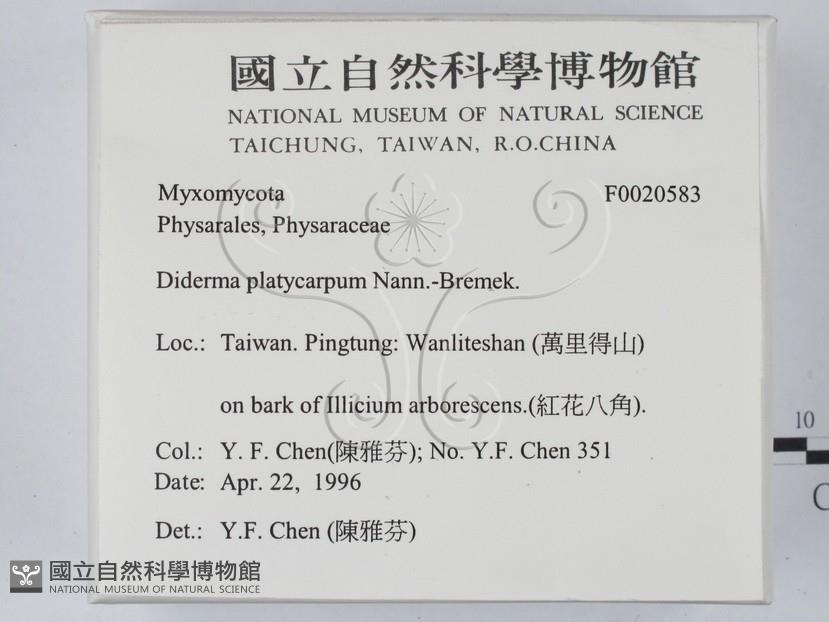 國立自然科學博物館
NATIONAL MUSEUM OF NATURAL SCIENCE
TAICHUNG, TAIWAN, R.O.CHINA
Myxomycota F0020583
Physarales, Physaraceae
Diderma platycarpum Nann.-Bremek.
Loc.: Taiwan. Pingtung: Wanliteshan (萬里得山)
on bark of Illicium arborescens.(紅花八角).
10
Col.: Y. F. Chen(陳雅芬); No. Y.F. Chen 351
Date: Apr. 22, 1996
Det.: Y.F. Chen (陳雅芬)
國立自然科學博物館
NATIONAL MUSEUM OF NATURAL SCIENCE